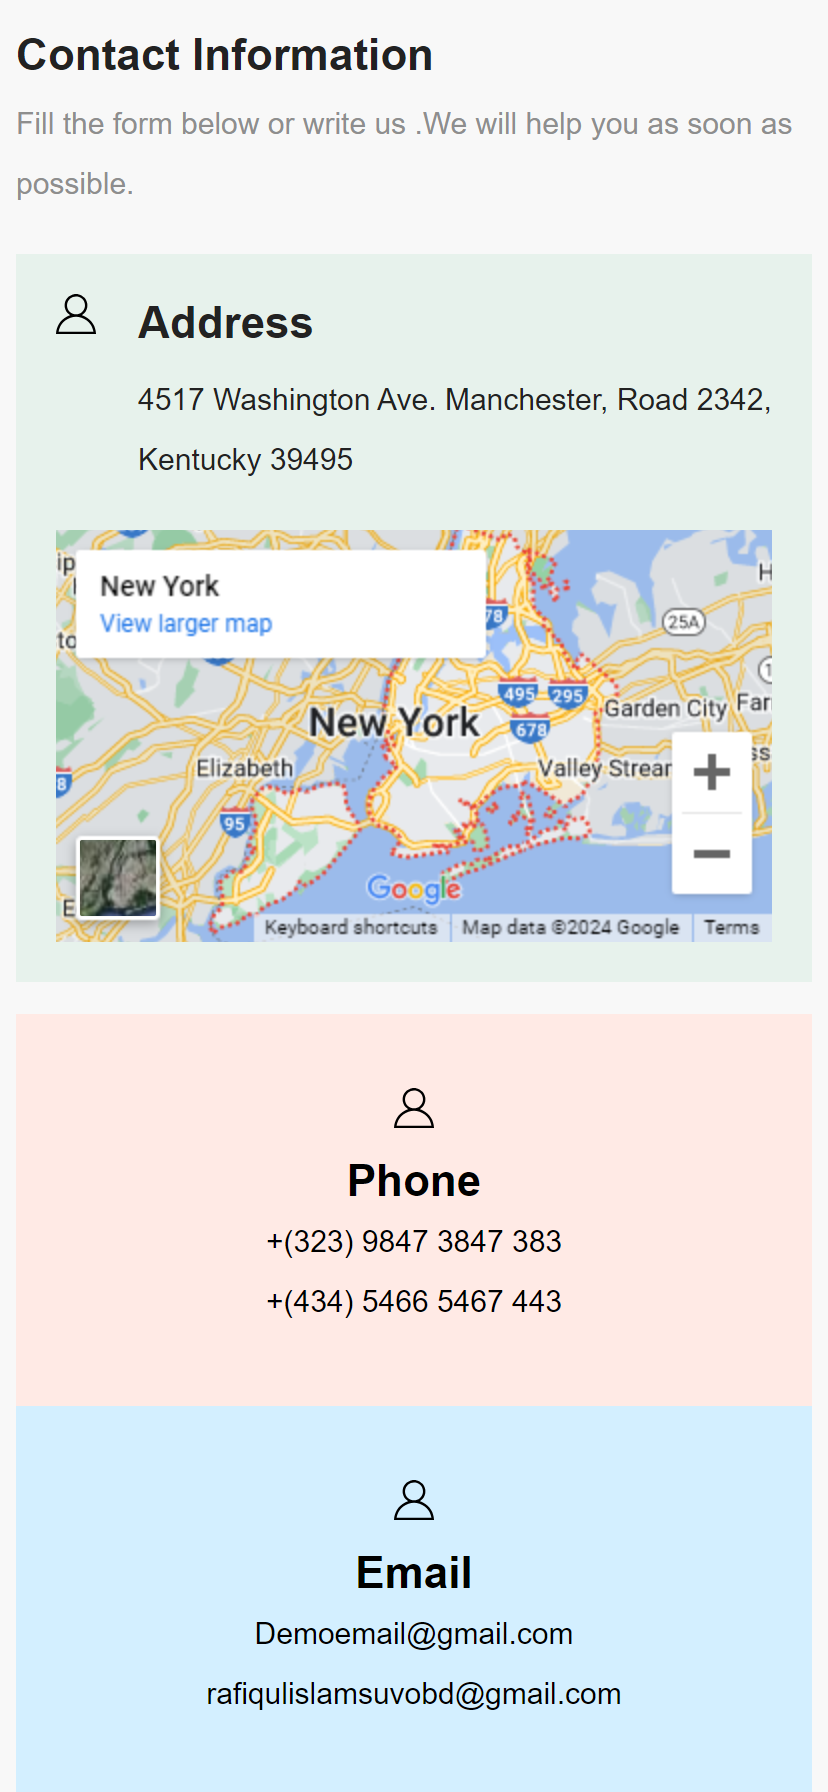 Contact Information
Fill the form below or write us .We will help you as soon as
possible.
Address
4517 Washington Ave. Manchester, Road 2342,
Kentucky 39495
New York
View larger map
78
25A
495
295
Garden City
New York
678
Elizabeth
Valley
95
8
Google
Keyboard shortcuts
Map data ©2024 Google
Terms
Phone
+(323) 9847 3847 383
+(434) 5466 5467 443
Email
Demoemail@gmail.com
rafiqulislamsuvobd@gmail.com